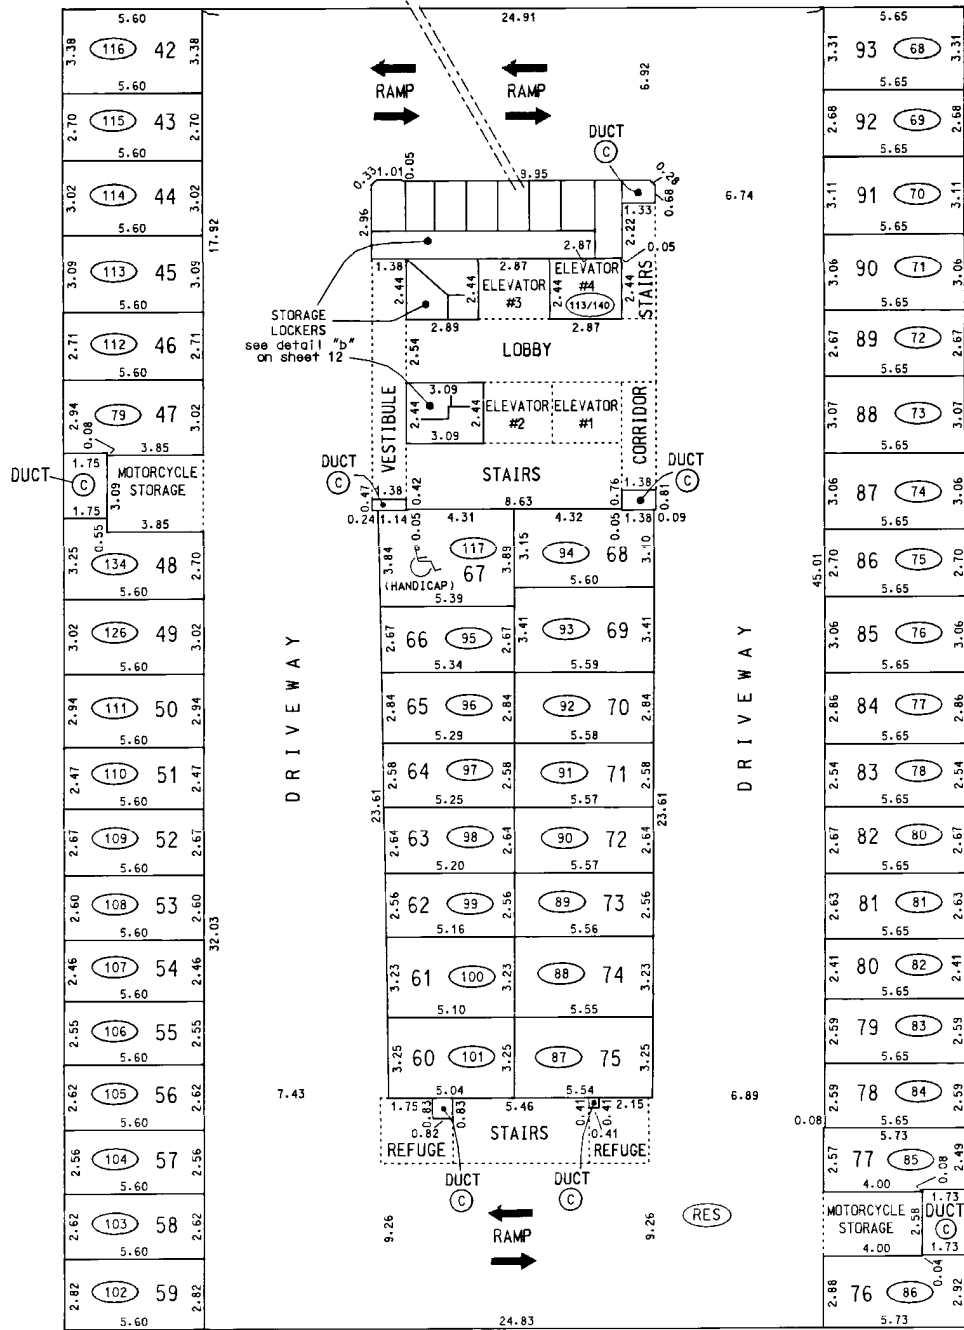 5.60
24.91
5.65
3.38 116 42 3.38
5.60
RAMP
RAMP
6.92
3.31 93 68 3.31
5.65
2.70 115 43 2.70
5.60
DUCT
C
2.68 92 69 2.68
5.65
0.33 1.01 0.05
9.95
0.28
0.68
1.33
3.02 114 44 3.02
5.60
17.92
2.96
2.22
6.74
3.11 91 70 3.11
5.65
2.87
0.05
3.09 113 45 3.09
5.60
1.38
2.44
2.44
2.89
2.87
ELEVATOR
#3
ELEVATOR
#4
113/140
2.44
2.44
2.87
STAIRS
3.06 90 71 3.06
5.65
STORAGE
LOCKERS
see detail "b"
on sheet 12
2.54
LOBBY
2.71 112 46 2.71
5.60
2.67 89 72 2.67
5.65
2.94 79 47 3.02
0.08
3.85
VESTIBULE
3.09
2.44
2.44
3.09
ELEVATOR
#2
ELEVATOR
#1
CORRIDOR
3.07 88 73 3.07
5.65
DUCT
C
1.75
1.75
3.09
MOTORCYCLE
STORAGE
3.85
0.55
DUCT
C
0.47
1.38
0.42
STAIRS
8.63
0.76
1.38
0.81
DUCT
C
3.06 87 74 3.06
5.65
0.24 1.14 0.05
4.31
4.32
0.05
1.38 0.09
3.25 134 48 2.70
5.60
3.84
(HANDICAP)
117
67
3.89
5.39
3.15 94 68 3.10
5.60
45.01
2.70 86 75 2.70
5.65
3.02 126 49 3.02
5.60
2.67 66 95 2.67
5.34
3.41 93 69 3.41
5.59
3.06 85 76 3.06
5.65
DRIVEWAY
DRIVEWAY
2.94 111 50 2.94
5.60
2.84 65 96 2.84
5.29
92 70 2.84
5.58
2.86 84 77 2.86
5.65
2.47 110 51 2.47
5.60
2.58 64 97 2.58
5.25
91 71 2.58
5.57
2.54 83 78 2.54
5.65
23.61
23.61
2.67 109 52 2.67
5.60
2.64 63 98 2.64
5.20
90 72 2.64
5.57
2.67 82 80 2.67
5.65
2.60 108 53 2.60
5.60
2.56 62 99 2.56
5.16
89 73 2.56
5.56
2.63 81 81 2.63
5.65
32.03
2.46 107 54 2.46
5.60
3.23 61 100 3.23
5.10
88 74 3.23
5.55
2.41 80 82 2.41
5.65
2.55 106 55 2.55
5.60
3.25 60 101 3.25
5.04
87 75 3.25
5.54
2.59 79 83 2.59
5.65
2.62 105 56 2.62
5.60
7.43
6.89
2.59 78 84 2.59
0.08
5.65
1.75
0.83
0.83
0.82
5.46
0.41
0.41
0.41
2.15
REFUGE
STAIRS
REFUGE
2.56 104 57 2.56
5.60
5.73
2.57 77 85 2.49
4.00
0.08
DUCT
C
DUCT
C
2.62 103 58 2.62
5.60
9.26
RAMP
9.26
RES
MOTORCYCLE
STORAGE
4.00
2.58
1.73
DUCT
C
1.73
0.04
2.82 102 59 2.82
5.60
24.83
2.88 76 86 2.92
5.73